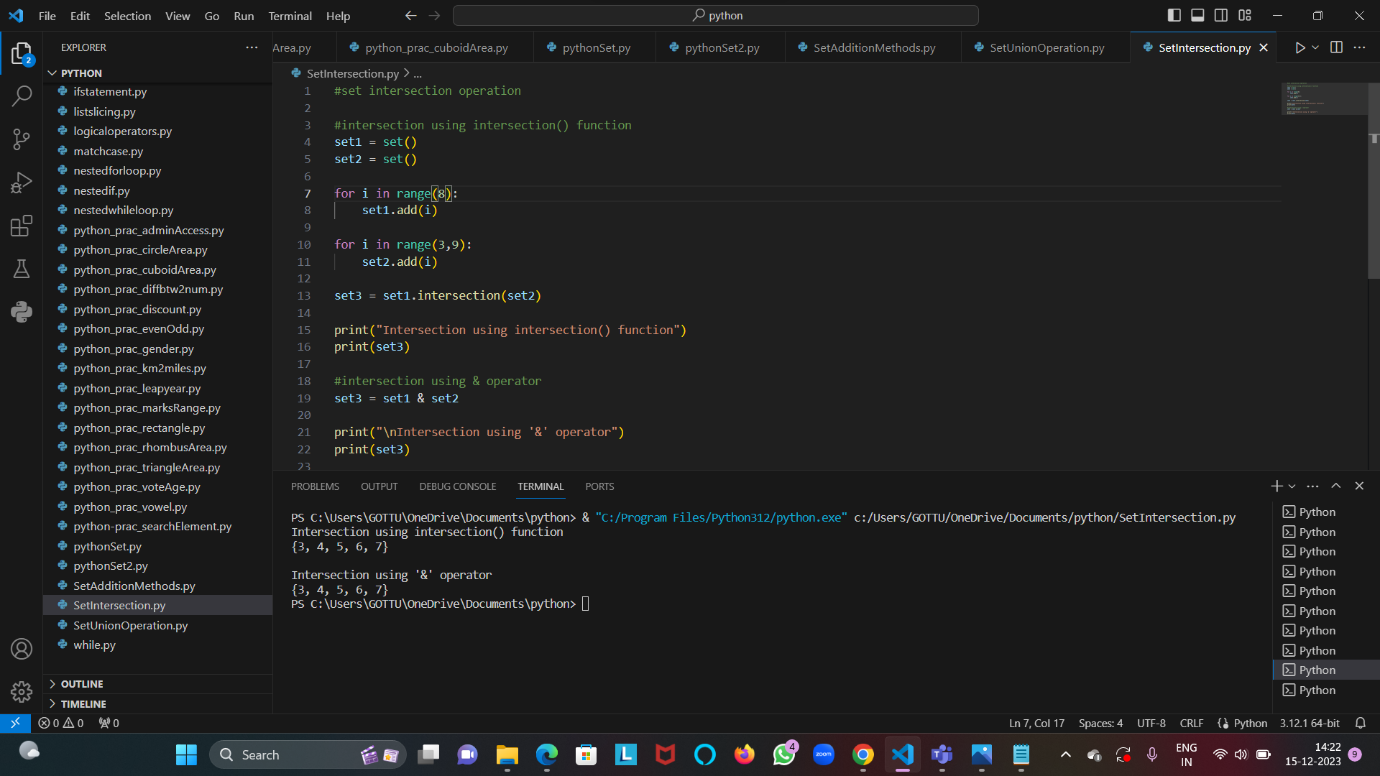 File Edit Selection View Go Run Terminal Help
python
EXPLORER
Area.py python_prac_cuboidArea.py pythonSet.py pythonSet2.py SetAdditionMethods.py SetUnionOperation.py SetIntersection.py
2
PYTHON
ifstatement.py
listslicing.py
logicaloperators.py
matchcase.py
nestedforloop.py
nestedif.py
nestedwhileloop.py
python_prac_adminAccess.py
python_prac_circleArea.py
python_prac_cuboidArea.py
python_prac_diffbtw2num.py
python_prac_discount.py
python_prac_evenOdd.py
python_prac_gender.py
python_prac_km2miles.py
python_prac_leapyear.py
python_prac_marksRange.py
python_prac_rectangle.py
python_prac_rhombusArea.py
python_prac_triangleArea.py
python_prac_voteAge.py
python_prac_vowel.py
python-prac_searchElement.py
pythonSet.py
pythonSet2.py
SetAdditionMethods.py
SetIntersection.py
SetUnionOperation.py
while.py
OUTLINE
TIMELINE
SetIntersection.py > ...
1 #set intersection operation
2
3 #intersection using intersection() function
4 set1 = set()
5 set2 = set()
6
7 for i in range(8):
8 set1.add(i)
9
10 for i in range(3,9):
11 set2.add(i)
12
13 set3 = set1.intersection(set2)
14
15 print("Intersection using intersection() function")
16 print(set3)
17
18 #intersection using & operator
19 set3 = set1 & set2
20
21 print("\nIntersection using '&' operator")
22 print(set3)
23
PROBLEMS OUTPUT DEBUG CONSOLE TERMINAL PORTS
PS C:\Users\GOTTU\OneDrive\Documents\python> & "C:/Program Files/Python312/python.exe" c:/Users/GOTTU/OneDrive/Documents/python/SetIntersection.py
Intersection using intersection() function
{3, 4, 5, 6, 7}
Intersection using '&' operator
{3, 4, 5, 6, 7}
PS C:\Users\GOTTU\OneDrive\Documents\python>
Python
Python
Python
Python
Python
Python
Python
Python
Python
Python
0 0 0
Ln 7, Col 17 Spaces: 4 UTF-8 CRLF Python 3.12.1 64-bit
Search
L
4
zoom
ENG
IN
14:22
15-12-2023
9